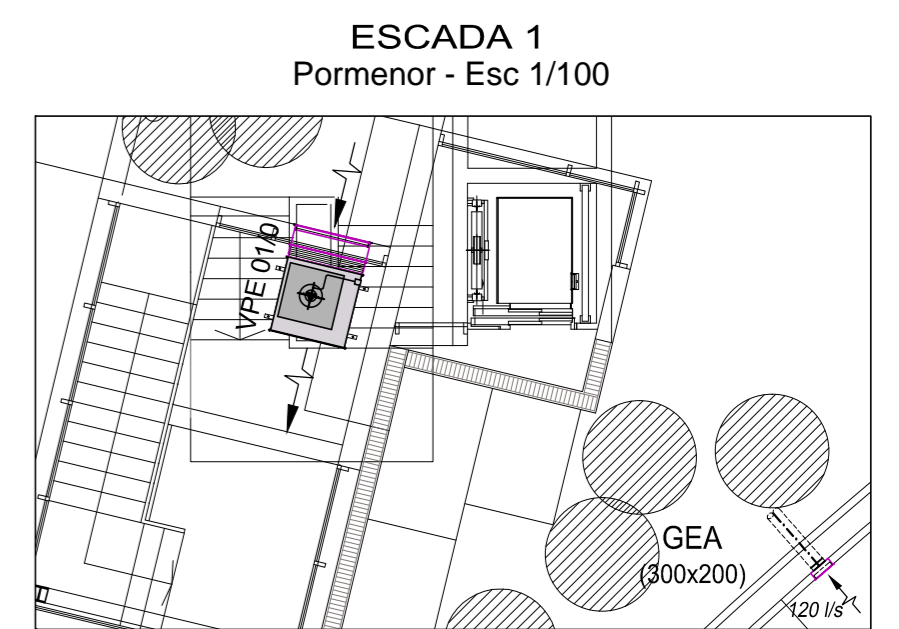 ESCADA 1
Pormenor - Esc 1/100
VPE 01/0
GEA
(300x200)
120 l/s